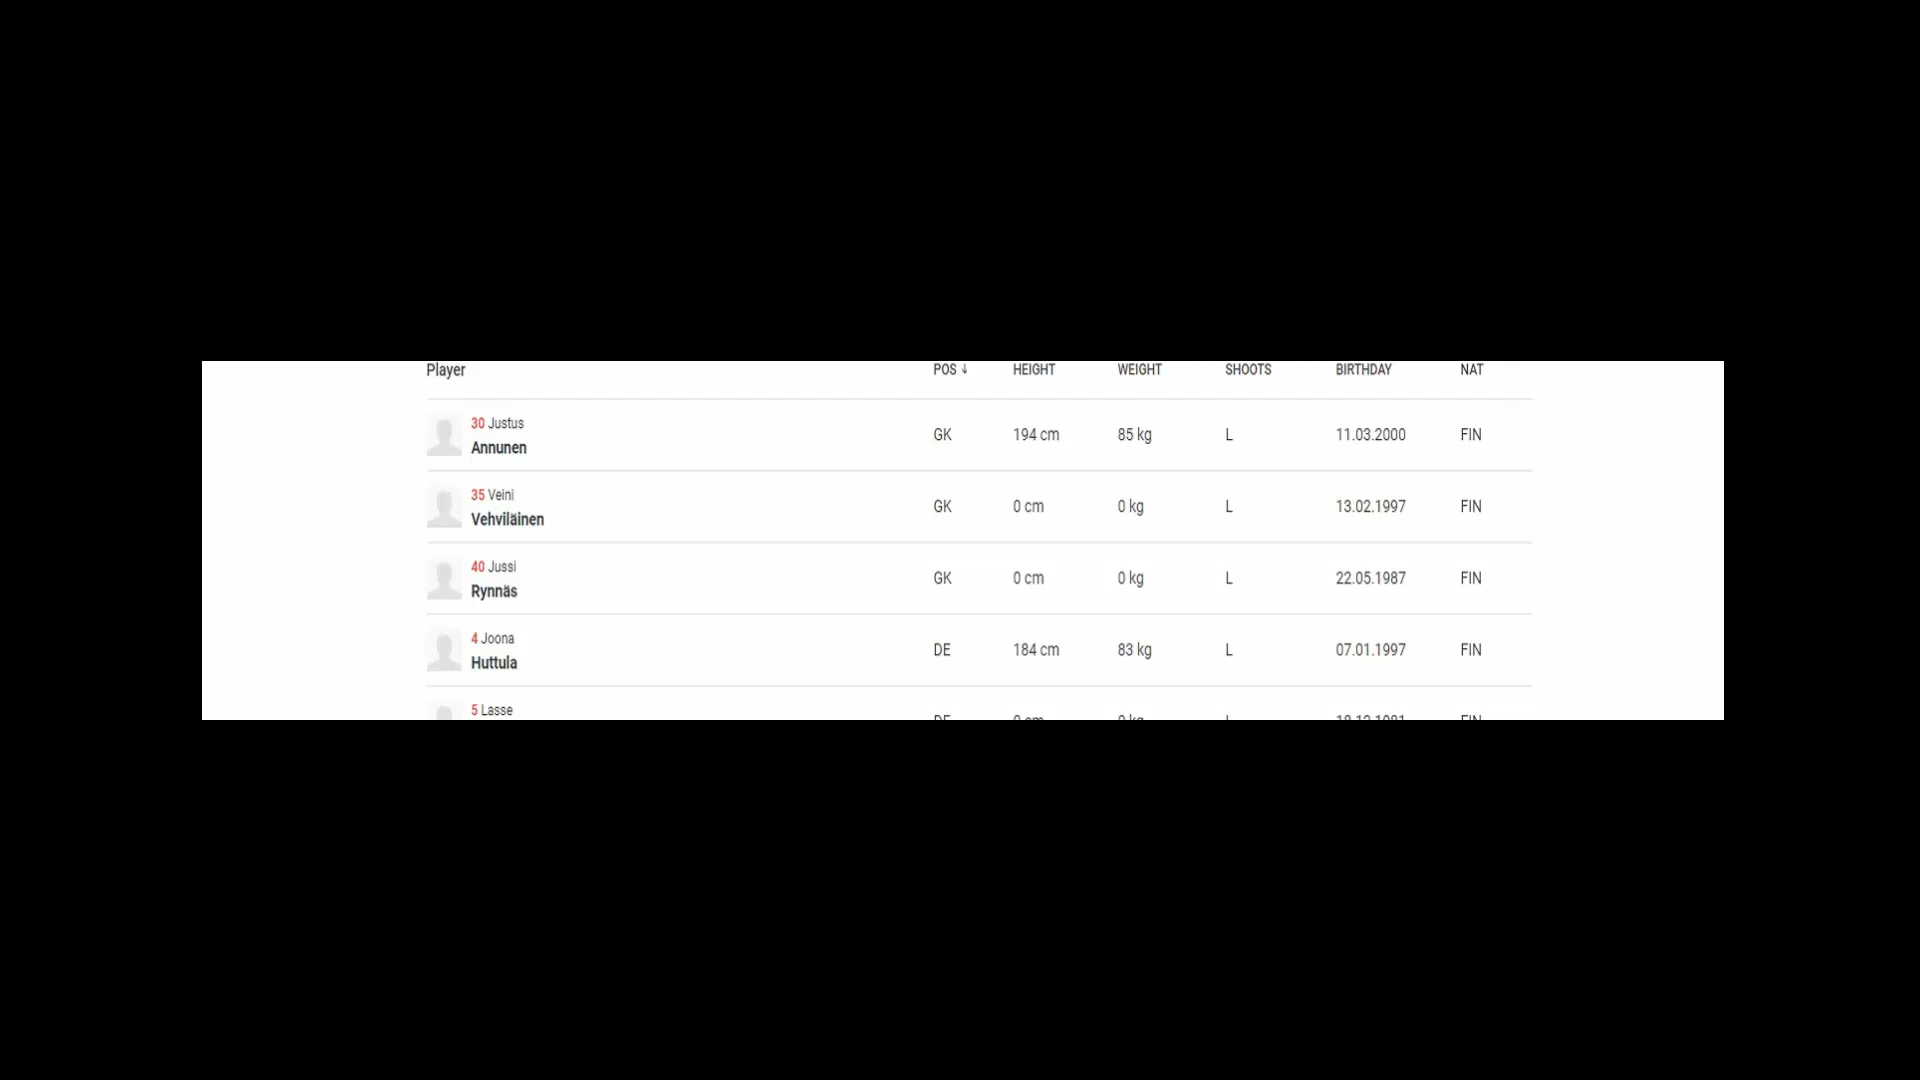 Player POS ↓ HEIGHT WEIGHT SHOOTS BIRTHDAY NAT
30 Justus
Annunen GK 194 cm 85 kg L 11.03.2000 FIN
35 Veini
Vehviläinen GK 0 cm 0 kg L 13.02.1997 FIN
40 Jussi
Rynnäs GK 0 cm 0 kg L 22.05.1987 FIN
4 Joona
Huttula DE 184 cm 83 kg L 07.01.1997 FIN
5 Lasse